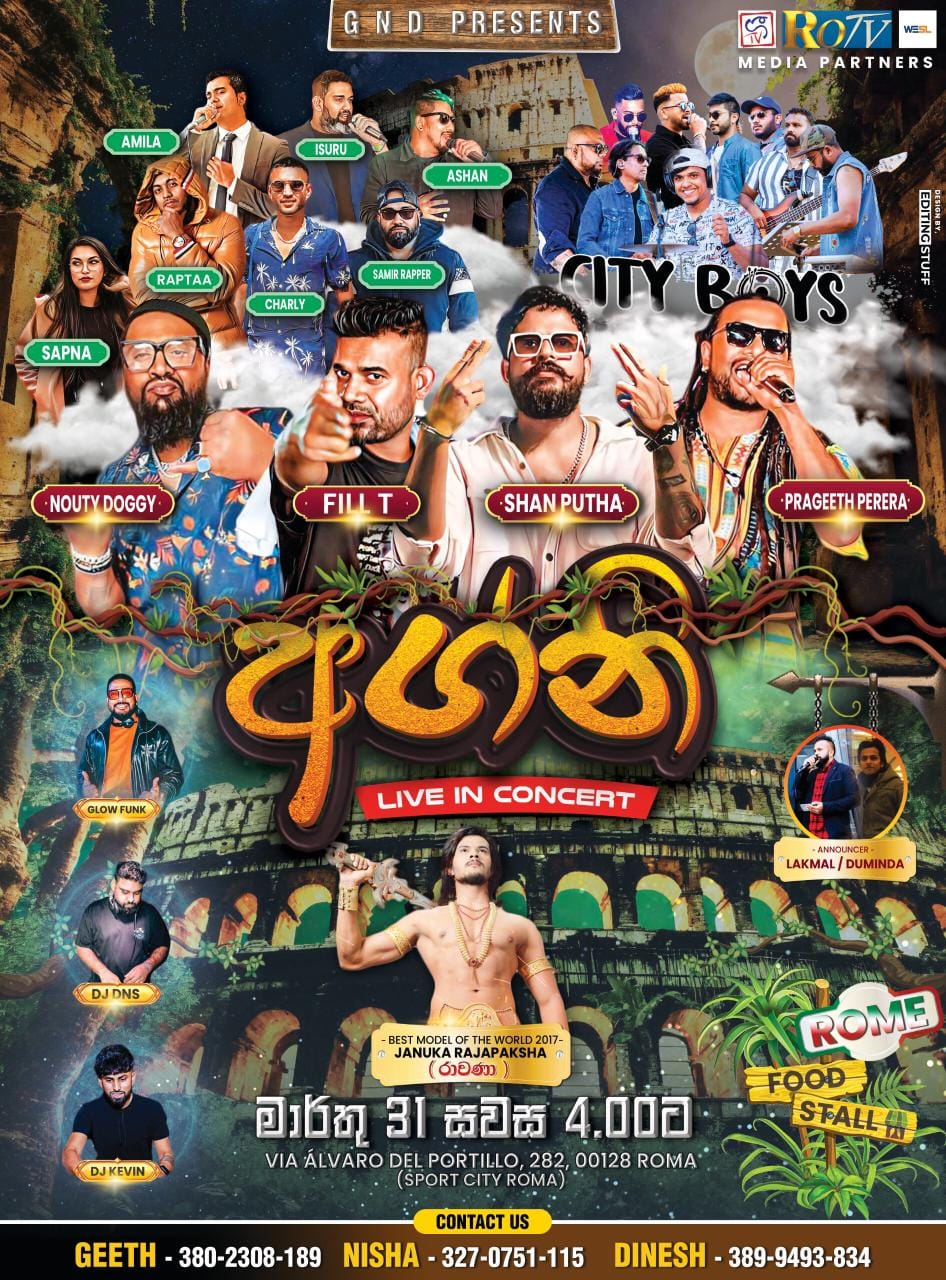 G N D PRESENTS
ROTV
WESL
MEDIA PARTNERS
AMILA
ISURU
ASHAN
RAPTAA
CHARLY
SAMIR RAPPER
SAPNA
CITY BOYS
DESIGN BY:
EDITING STUFF
NOUTY DOGGY
FILL T
SHAN PUTHA
PRAGEETH PERERA
අග්නි
LIVE IN CONCERT
GLOW FUNK
- ANNOUNCER -
LAKMAL / DUMINDA
DJ DNS
- BEST MODEL OF THE WORLD 2017-
JANUKA RAJAPAKSHA
( රාවණා )
ROME
FOOD
STALL
DJ KEVIN
මාර්තු 31 සවස 4.00ට
VIA ÁLVARO DEL PORTILLO, 282, 00128 ROMA
(SPORT CITY ROMA)
CONTACT US
GEETH - 380-2308-189 NISHA - 327-0751-115 DINESH - 389-9493-834